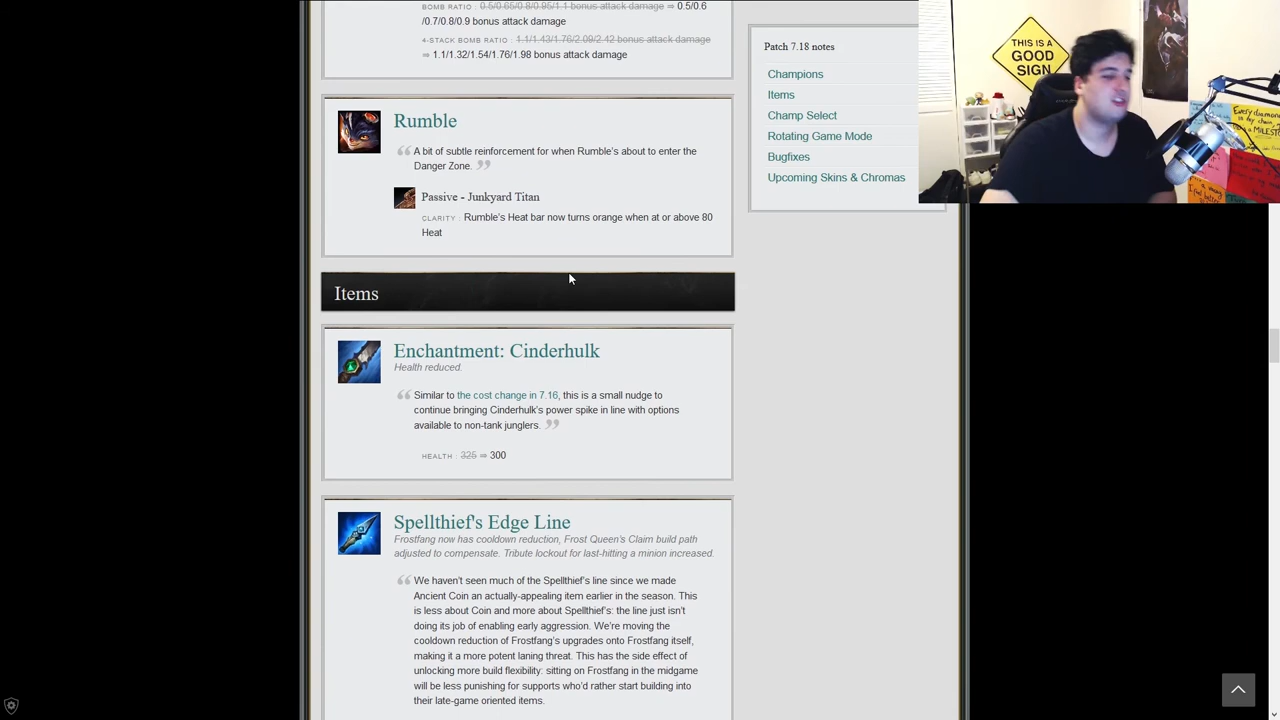 BOMB RATIO : 0.5/0.65/0.8/0.95/1.1 bonus attack damage ⇒ 0.5/0.6
/0.7/0.8/0.9 bonus attack damage
4-STACK BOMB RATIO : 1.1/1.43/1.76/2.09/2.42 bonus attack damage
⇒ 1.1/1.32/1.54/1.76/1.98 bonus attack damage
Rumble
A bit of subtle reinforcement for when Rumble's about to enter the
Danger Zone.
Passive - Junkyard Titan
CLARITY : Rumble's Heat bar now turns orange when at or above 80
Heat
Items
Enchantment: Cinderhulk
Health reduced.
Similar to the cost change in 7.16, this is a small nudge to
continue bringing Cinderhulk's power spike in line with options
available to non-tank junglers.
HEALTH : 325 ⇒ 300
Spellthief's Edge Line
Frostfang now has cooldown reduction, Frost Queen's Claim build path
adjusted to compensate. Tribute lockout for last-hitting a minion increased.
We haven't seen much of the Spellthief's line since we made
Ancient Coin an actually-appealing item earlier in the season. This
is less about Coin and more about Spellthief's: the line just isn't
doing its job of enabling early aggression. We're moving the
cooldown reduction of Frostfang's upgrades onto Frostfang itself,
making it a more potent laning threat. This has the side effect of
unlocking more build flexibility: sitting on Frostfang in the midgame
will be less punishing for supports who'd rather start building into
their late-game oriented items.
Patch 7.18 notes
Champions
Items
Champ Select
Rotating Game Mode
Bugfixes
Upcoming Skins & Chromas
THIS IS A
GOOD
SIGN
Every diamond
MILESTO